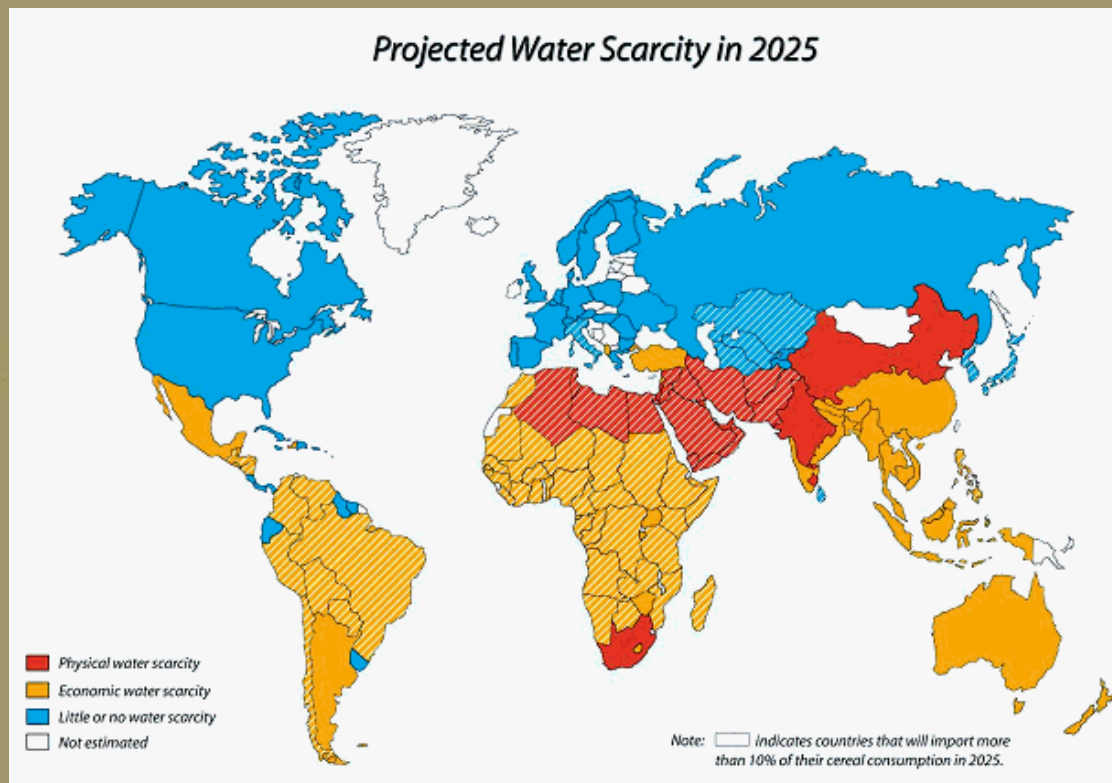 Projected Water Scarcity in 2025
Physical water scarcity
Economic water scarcity
Little or no water scarcity
Not estimated
Note: indicates countries that will import more
than 10% of their cereal consumption in 2025.